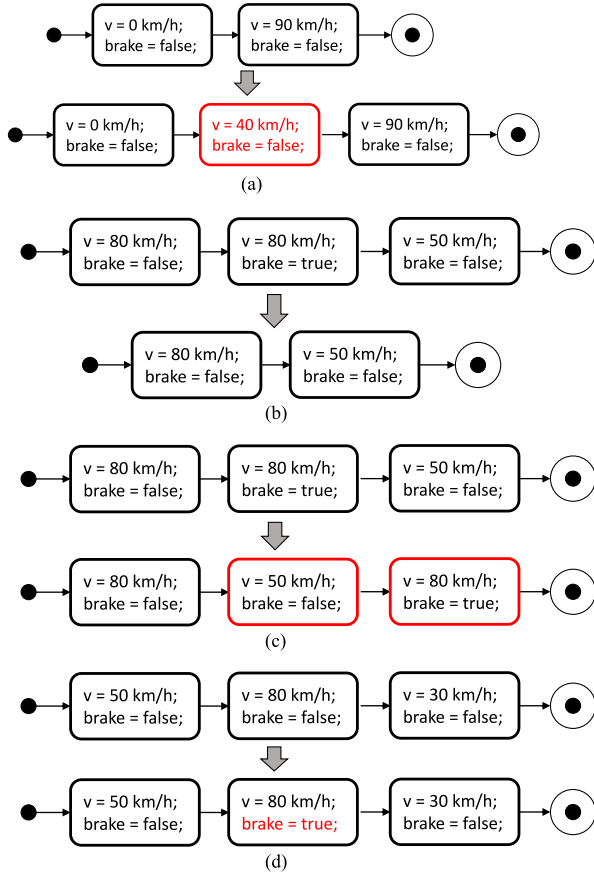 v = 0 km/h; v = 90 km/h;
brake = false; brake = false;
v = 0 km/h; v = 40 km/h; v = 90 km/h;
brake = false; brake = false; brake = false;
(a)
v = 80 km/h; v = 80 km/h; v = 50 km/h;
brake = false; brake = true; brake = false;
v = 80 km/h; v = 50 km/h;
brake = false; brake = false;
(b)
v = 80 km/h; v = 80 km/h; v = 50 km/h;
brake = false; brake = true; brake = false;
v = 80 km/h; v = 50 km/h; v = 80 km/h;
brake = false; brake = false; brake = true;
(c)
v = 50 km/h; v = 80 km/h; v = 30 km/h;
brake = false; brake = false; brake = false;
v = 50 km/h; v = 80 km/h; v = 30 km/h;
brake = false; brake = true; brake = false;
(d)